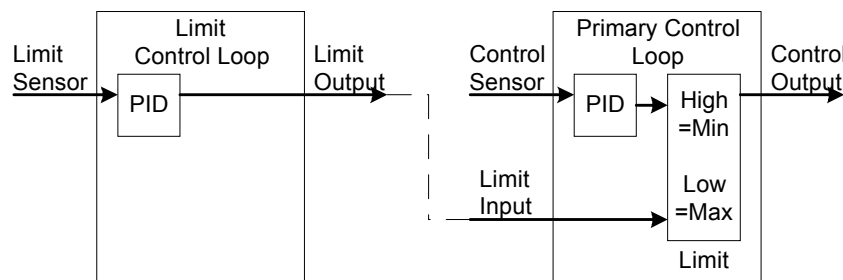 Limit
Sensor
Limit
Control Loop
PID
Limit
Output
Control
Sensor
Limit
Input
Primary Control
Loop
PID
High
=Min
Low
=Max
Limit
Control
Output